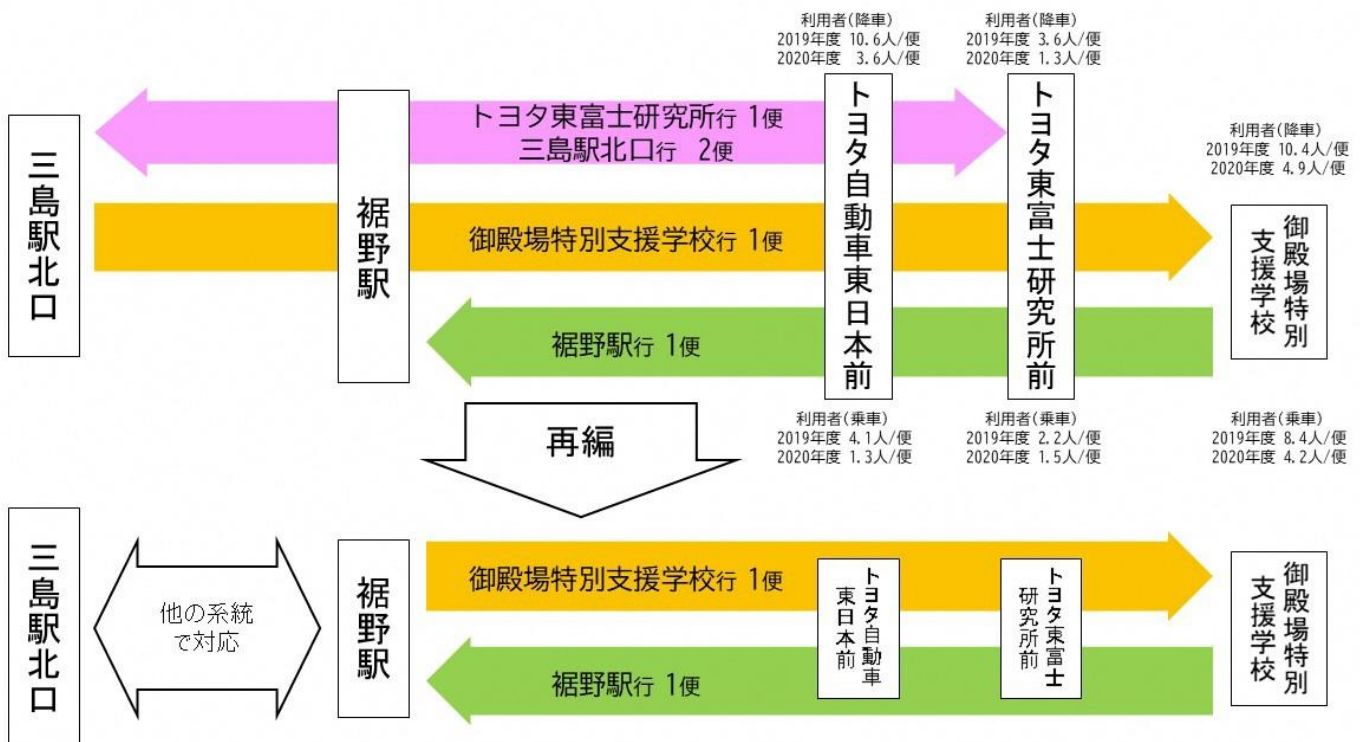 利用者(降車)
2019年度 10.6人/便
2020年度 3.6人/便
利用者(降車)
2019年度 3.6人/便
2020年度 1.3人/便
利用者(降車)
2019年度 10.4人/便
2020年度 4.9人/便
三島駅北口
裾野駅
トヨタ東富士研究所行 1便
三島駅北口行 2便
御殿場特別支援学校行 1便
裾野駅行 1便
トヨタ自動車東日本前
トヨタ東富士研究所前
御殿場特別
支援学校
利用者(乗車)
2019年度 4.1人/便
2020年度 1.3人/便
利用者(乗車)
2019年度 2.2人/便
2020年度 1.5人/便
利用者(乗車)
2019年度 8.4人/便
2020年度 4.2人/便
再編
三島駅北口
他の系統
で対応
裾野駅
御殿場特別支援学校行 1便
裾野駅行 1便
トヨタ自動車
東日本前
トヨタ東富士
研究所前
御殿場特別
支援学校